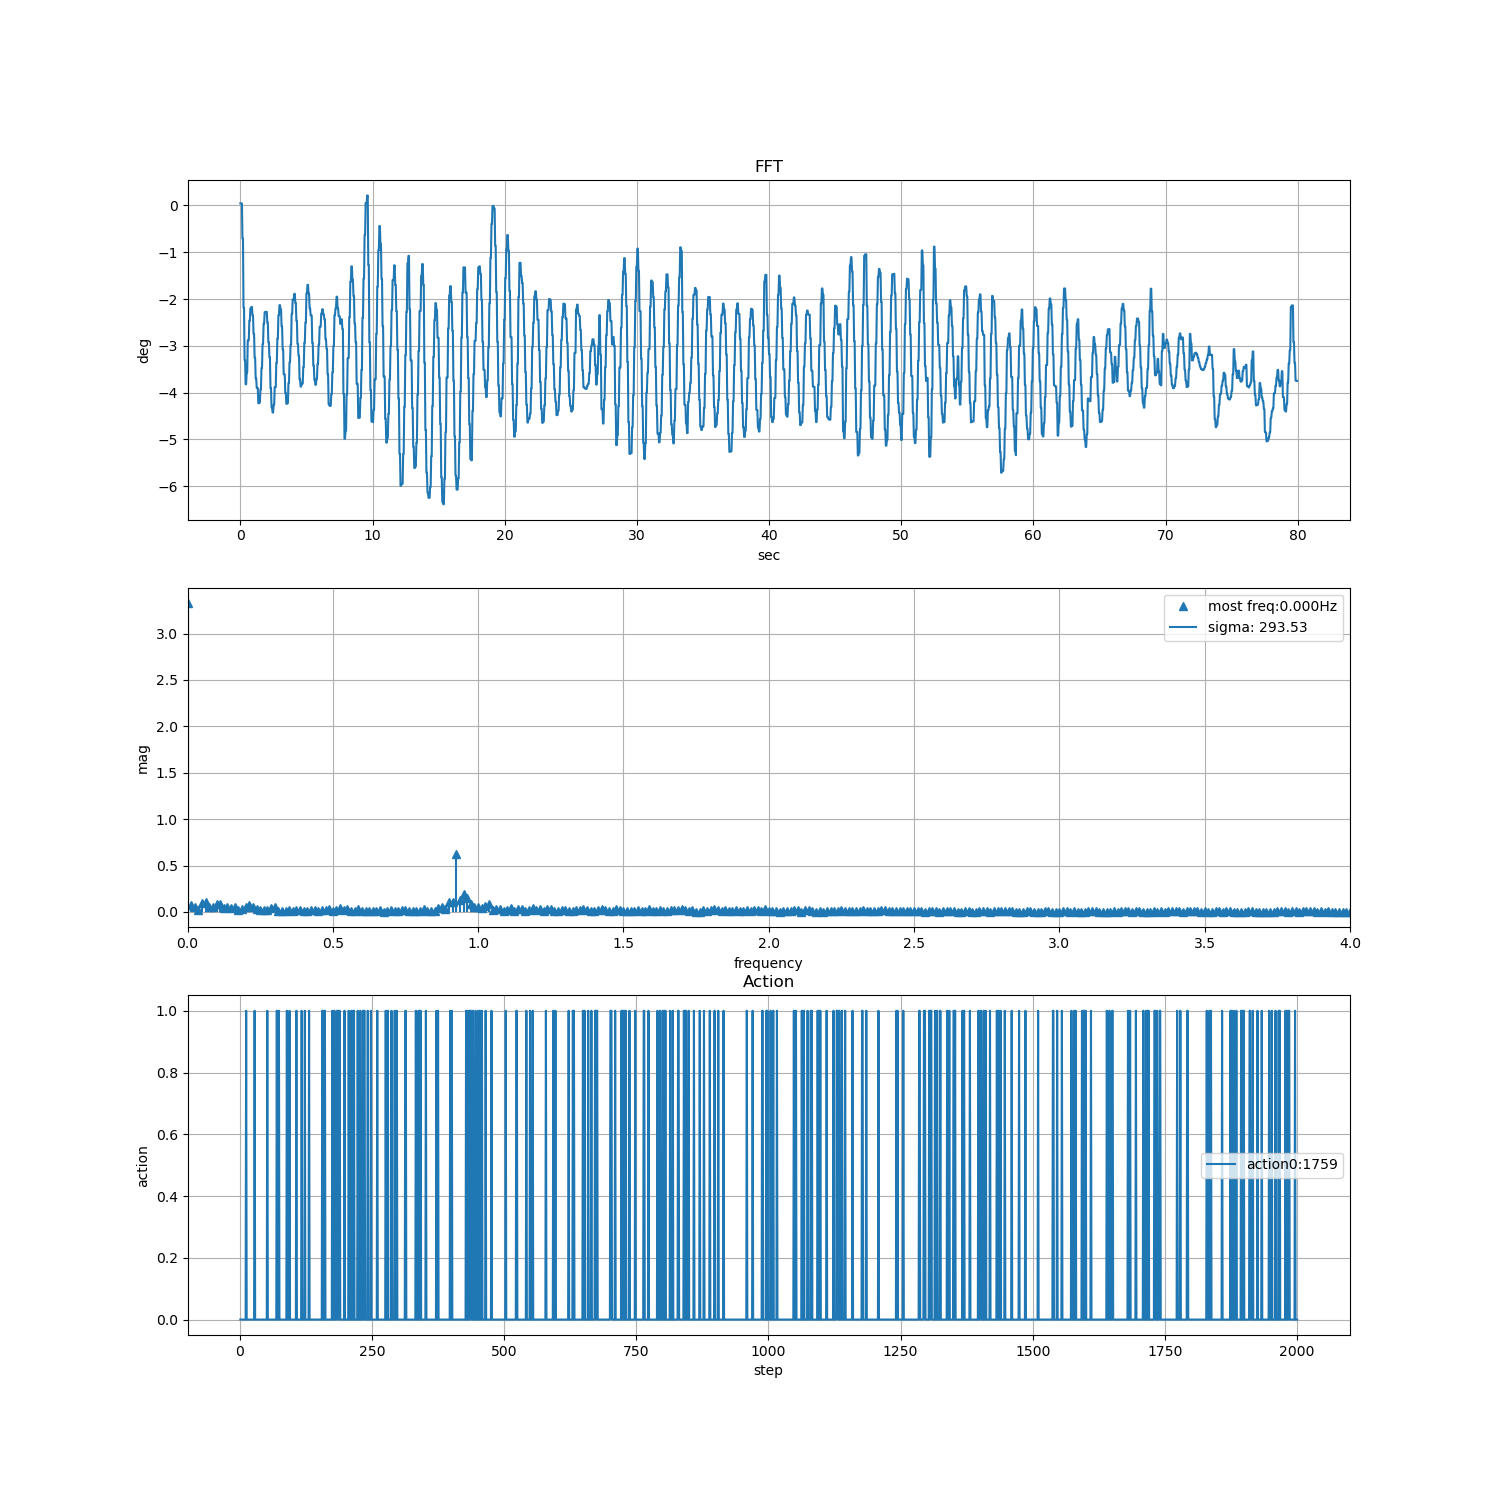 FFT
0
−1
−2
−3
−4
−5
−6
deg
0 10 20 30 40 50 60 70 80
sec
most freq:0.000Hz
sigma: 293.53
3.0
2.5
2.0
1.5
1.0
0.5
0.0
mag
0.0 0.5 1.0 1.5 2.0 2.5 3.0 3.5 4.0
frequency
Action
1.0
0.8
0.6
0.4
0.2
0.0
action
action0:1759
0 250 500 750 1000 1250 1500 1750 2000
step